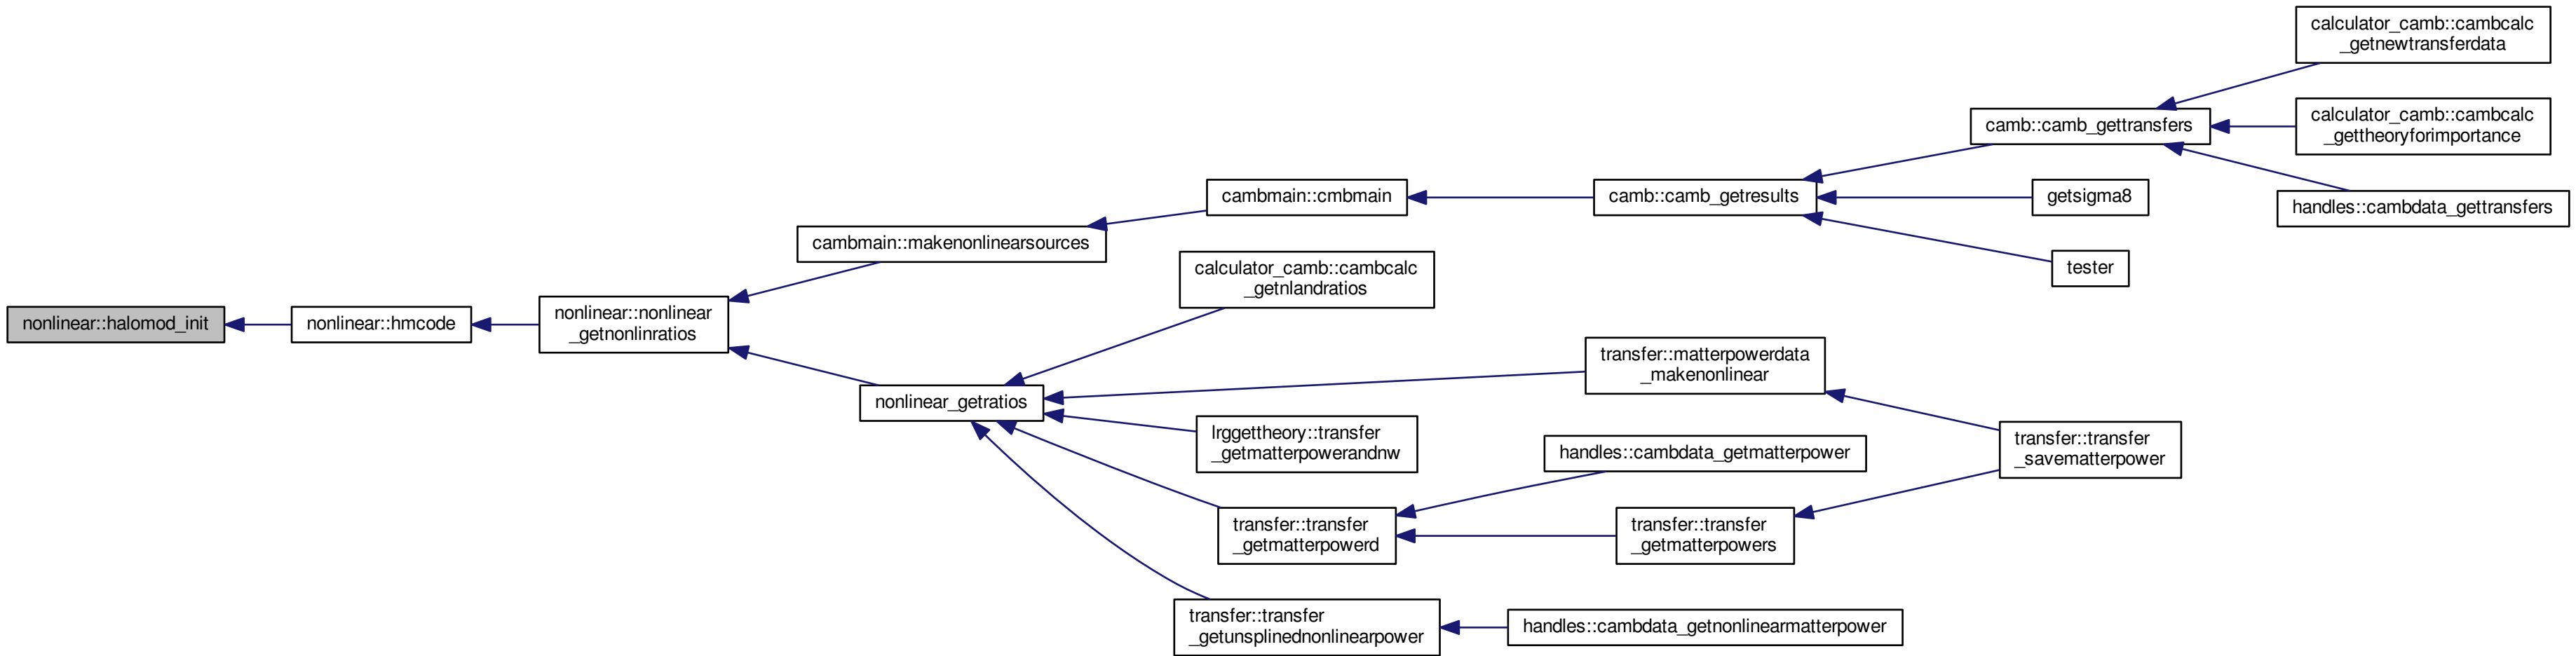 calculator_camb::cambcalc
_getnewtransferdata
camb::camb_gettransfers
calculator_camb::cambcalc
_gettheoryforimportance
cambmain::cmbmain
camb::camb_getresults
getsigma8
handles::cambdata_gettransfers
cambmain::makenonlinearsources
calculator_camb::cambcalc
_getnlandratios
tester
nonlinear::halomod_init
nonlinear::hmcode
nonlinear::nonlinear
_getnonlinratios
transfer::matterpowerdata
_makenonlinear
nonlinear_getratios
lrggettheory::transfer
_getmatterpowerandnw
handles::cambdata_getmatterpower
transfer::transfer
_savematterpower
transfer::transfer
_getmatterpowerd
transfer::transfer
_getmatterpowers
transfer::transfer
_getunsplinednonlinearpower
handles::cambdata_getnonlinearmatterpower